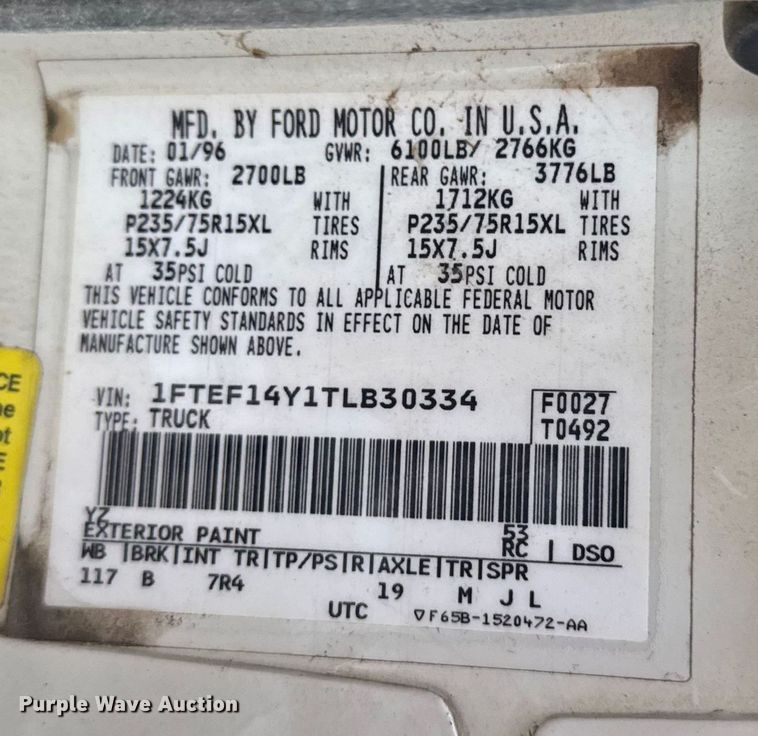 MFD. BY FORD MOTOR CO. IN U.S.A.
DATE: 01/96 GVWR: 6100LB/ 2766KG
FRONT GAWR: 2700LB REAR GAWR: 3776LB
1224KG WITH 1712KG WITH
P235/75R15XL TIRES P235/75R15XL TIRES
15X7.5J RIMS 15X7.5J RIMS
AT 35PSI COLD AT 35PSI COLD
THIS VEHICLE CONFORMS TO ALL APPLICABLE FEDERAL MOTOR
VEHICLE SAFETY STANDARDS IN EFFECT ON THE DATE OF
MANUFACTURE SHOWN ABOVE.
VIN: 1FTEF14Y1TLB30334 F0027
TYPE: TRUCK T0492
YZ 53
EXTERIOR PAINT RC | DSO
WB |BRK|INT TR|TP/PS|R|AXLE|TR|SPR
117 B 7R4 19 M J L
UTC ▽F65B-1520472-AA
Purple Wave Auction